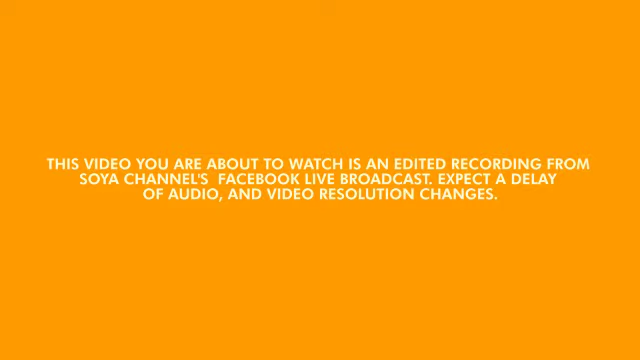 THIS VIDEO YOU ARE ABOUT TO WATCH IS AN EDITED RECORDING FROM
SOYA CHANNEL'S  FACEBOOK LIVE BROADCAST. EXPECT A DELAY
OF AUDIO, AND VIDEO RESOLUTION CHANGES.